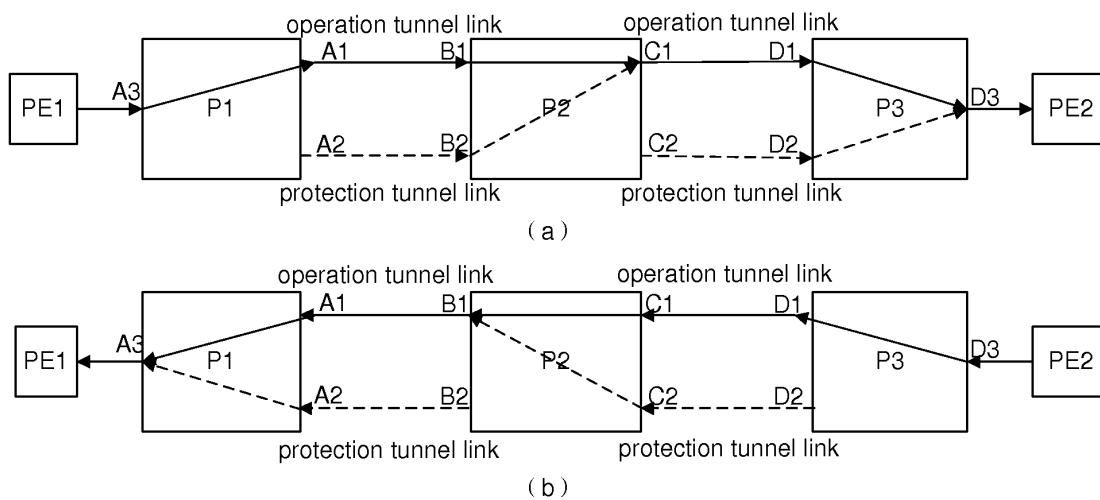 operation tunnel link operation tunnel link
A1 B1 C1 D1
PE1 A3 P1 P2 P3 D3 PE2
A2 B2 C2 D2
protection tunnel link protection tunnel link
(a)
operation tunnel link operation tunnel link
A1 B1 C1 D1
PE1 A3 P1 P2 P3 D3 PE2
A2 B2 C2 D2
protection tunnel link protection tunnel link
(b)